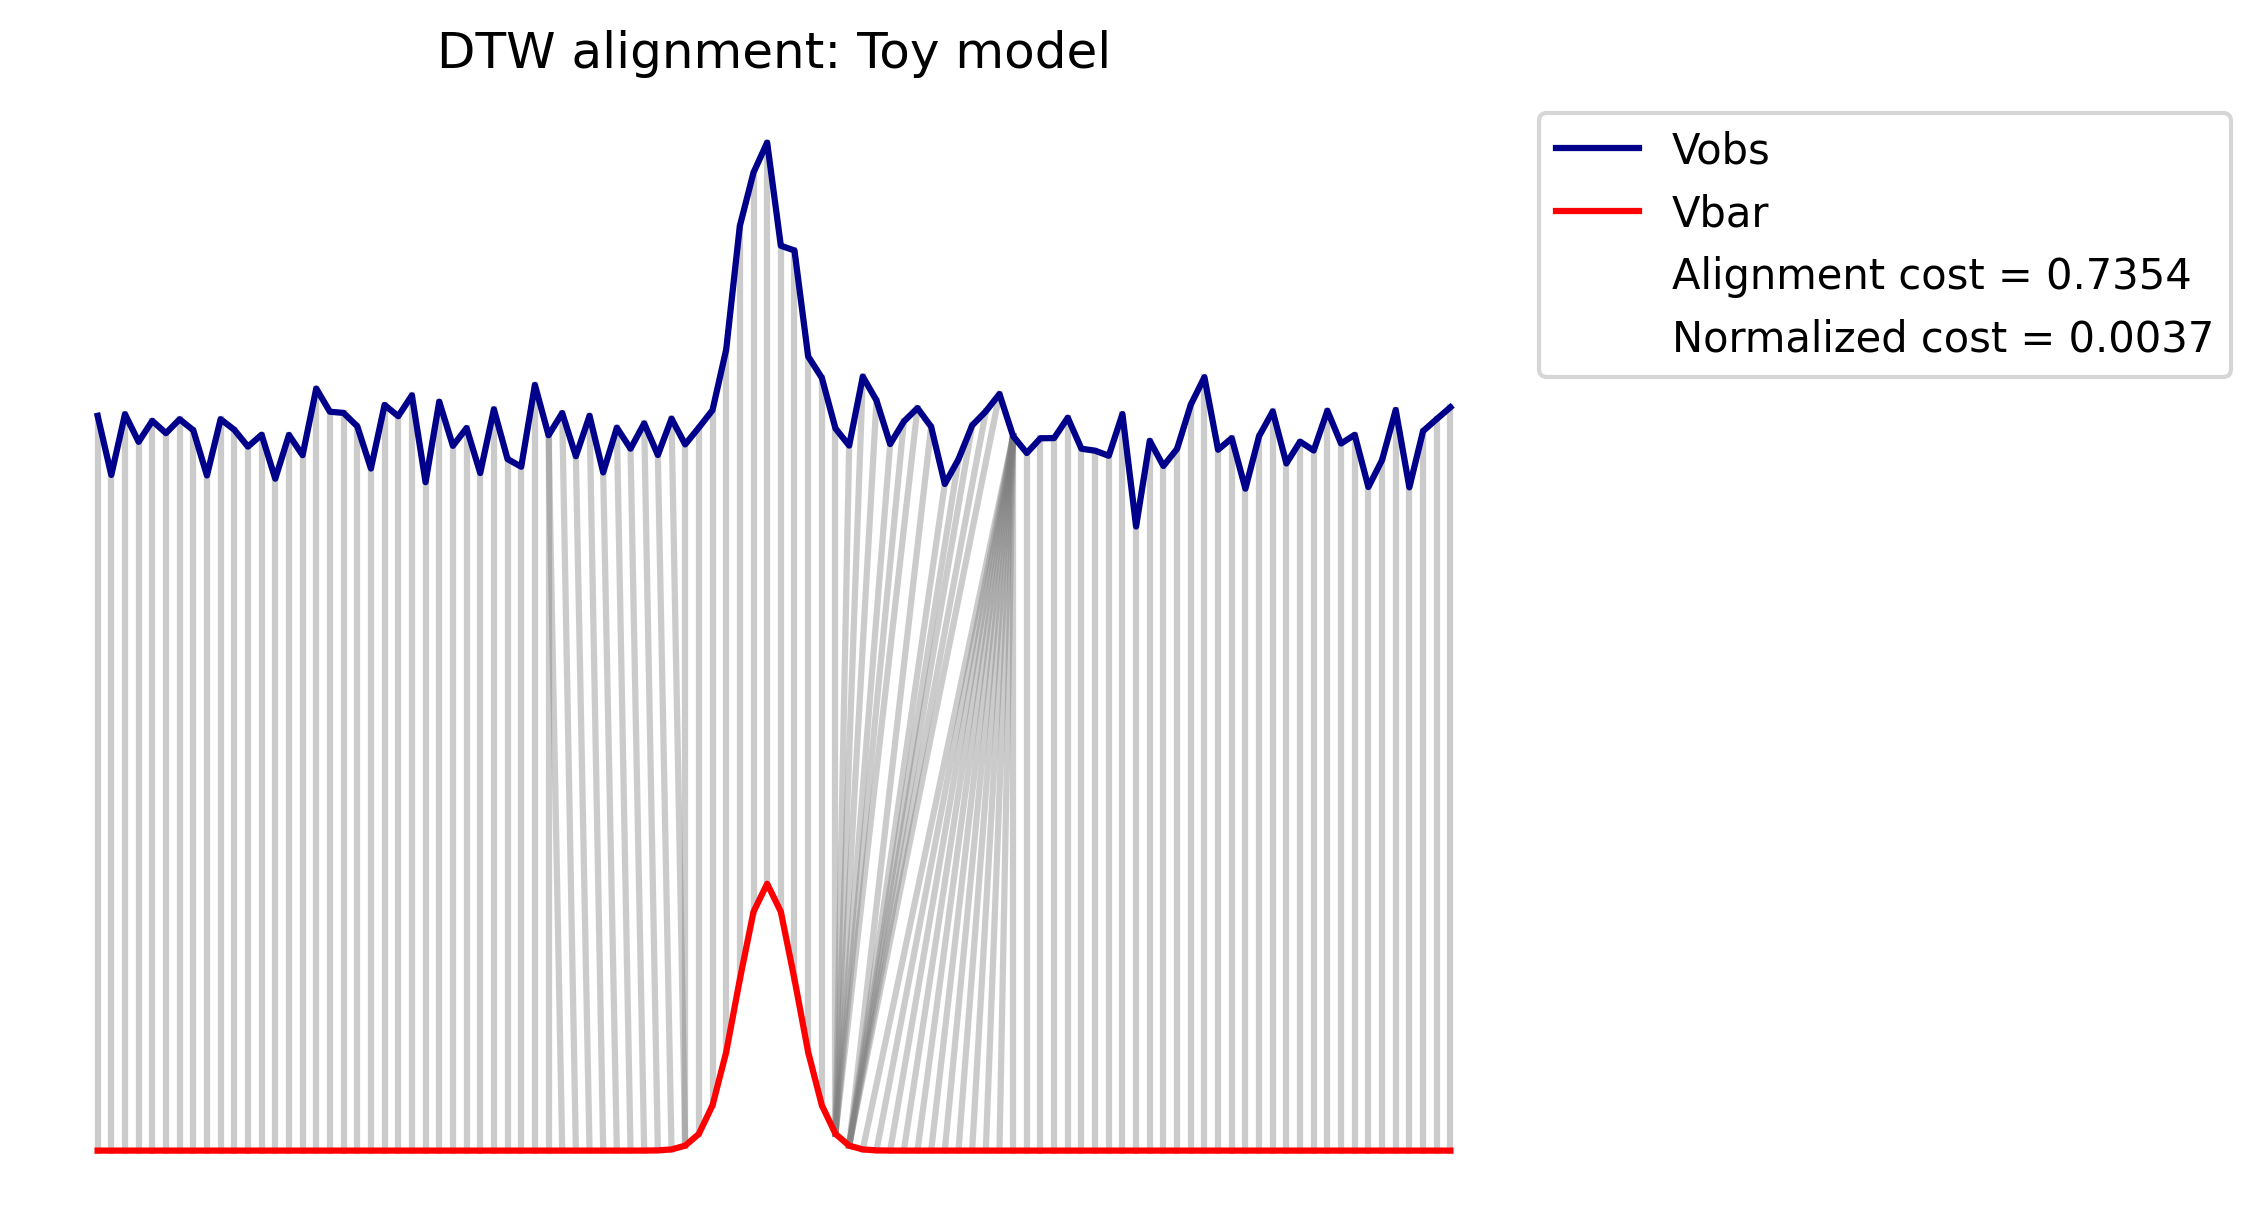 DTW alignment: Toy model
Vobs
Vbar
Alignment cost = 0.7354
Normalized cost = 0.0037